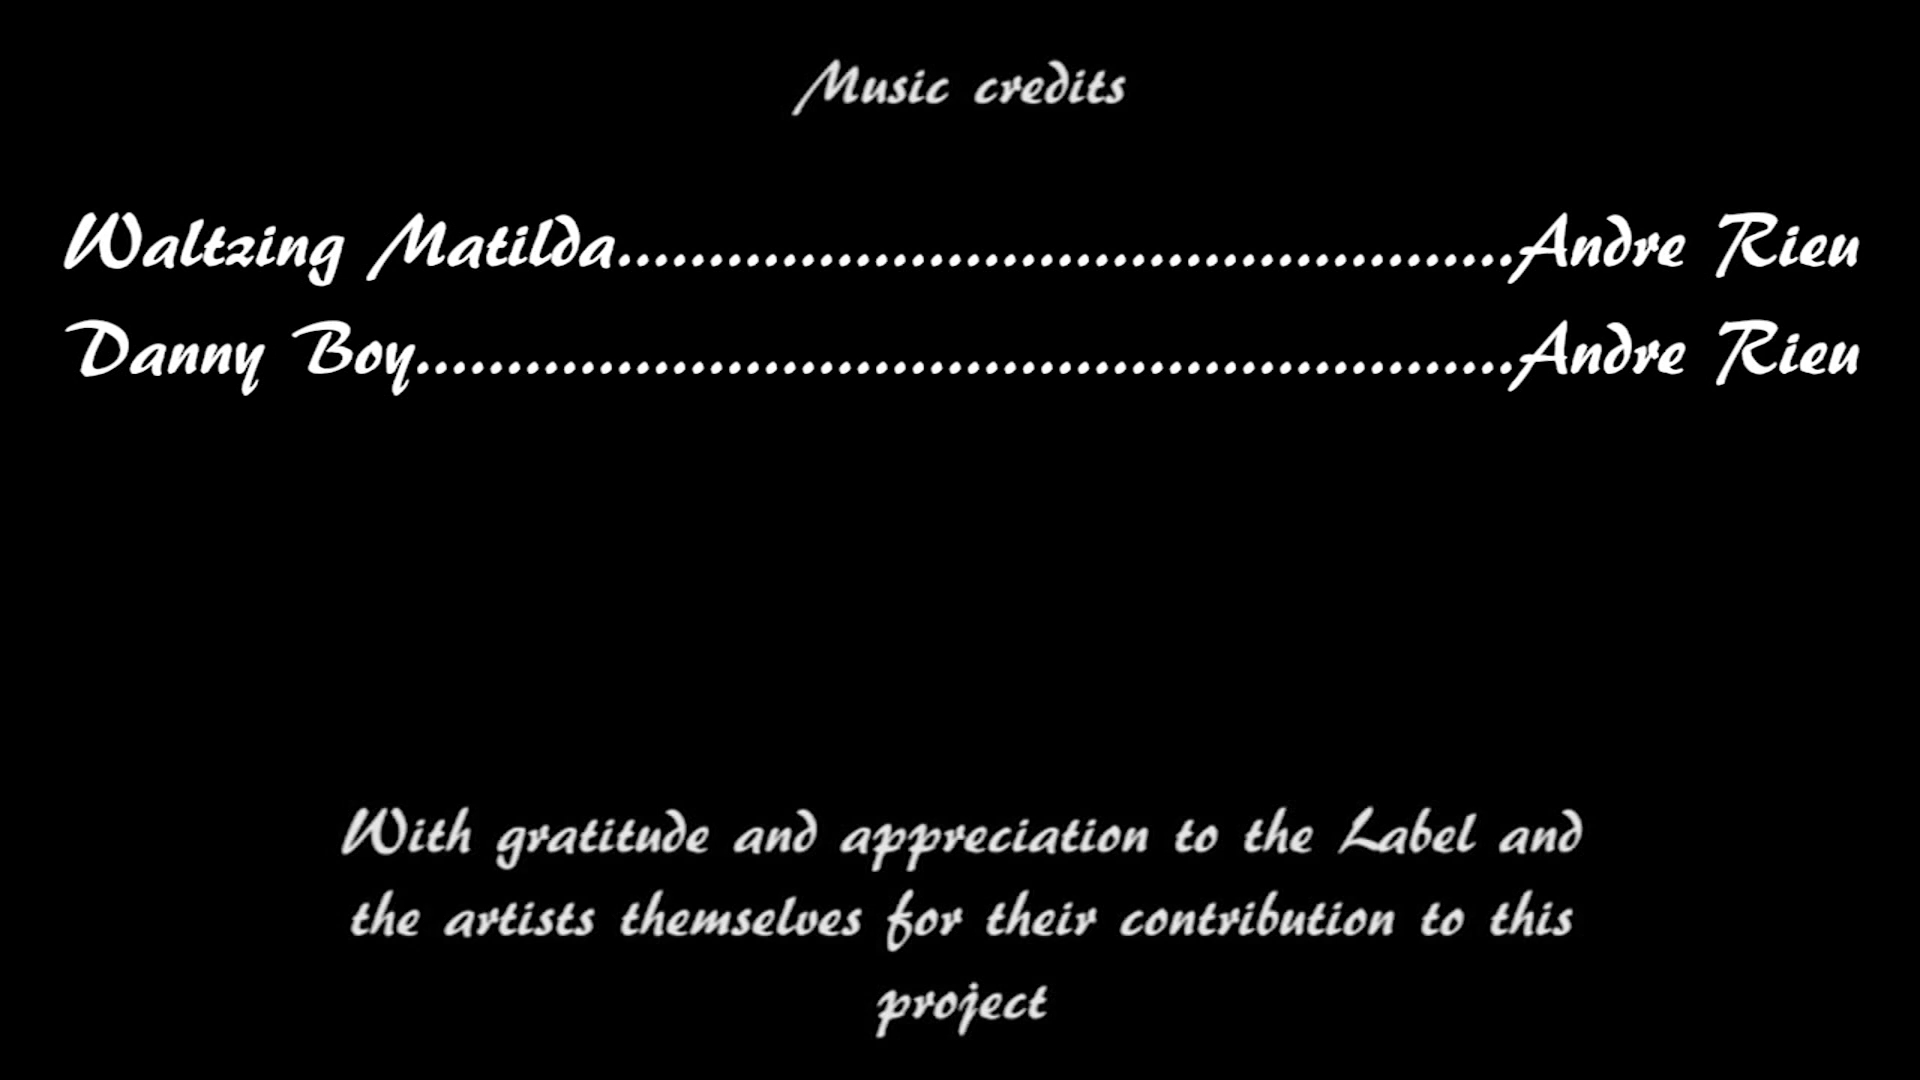 Music credits
Waltzing Matilda.................................................Andre Rieu
Danny Boy............................................................Andre Rieu
With gratitude and appreciation to the Label and
the artists themselves for their contribution to this
project